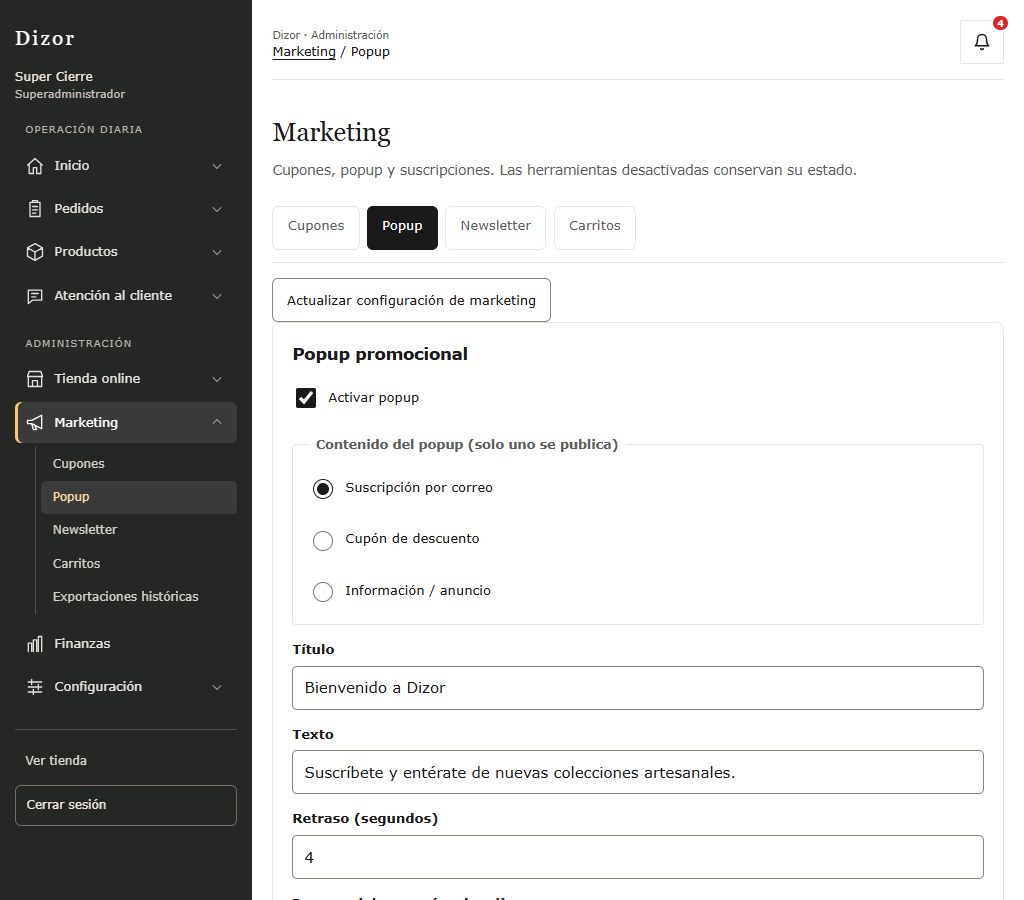 Dizor
Super Cierre
Superadministrador
OPERACIÓN DIARIA
Inicio
Pedidos
Productos
Atención al cliente
ADMINISTRACIÓN
Tienda online
Marketing
Cupones
Popup
Newsletter
Carritos
Exportaciones históricas
Finanzas
Configuración
Ver tienda
Cerrar sesión
Dizor · Administración
Marketing / Popup
4
Marketing
Cupones, popup y suscripciones. Las herramientas desactivadas conservan su estado.
Cupones Popup Newsletter Carritos
Actualizar configuración de marketing
Popup promocional
Activar popup
Contenido del popup (solo uno se publica)
Suscripción por correo
Cupón de descuento
Información / anuncio
Título
Bienvenido a Dizor
Texto
Suscríbete y entérate de nuevas colecciones artesanales.
Retraso (segundos)
4